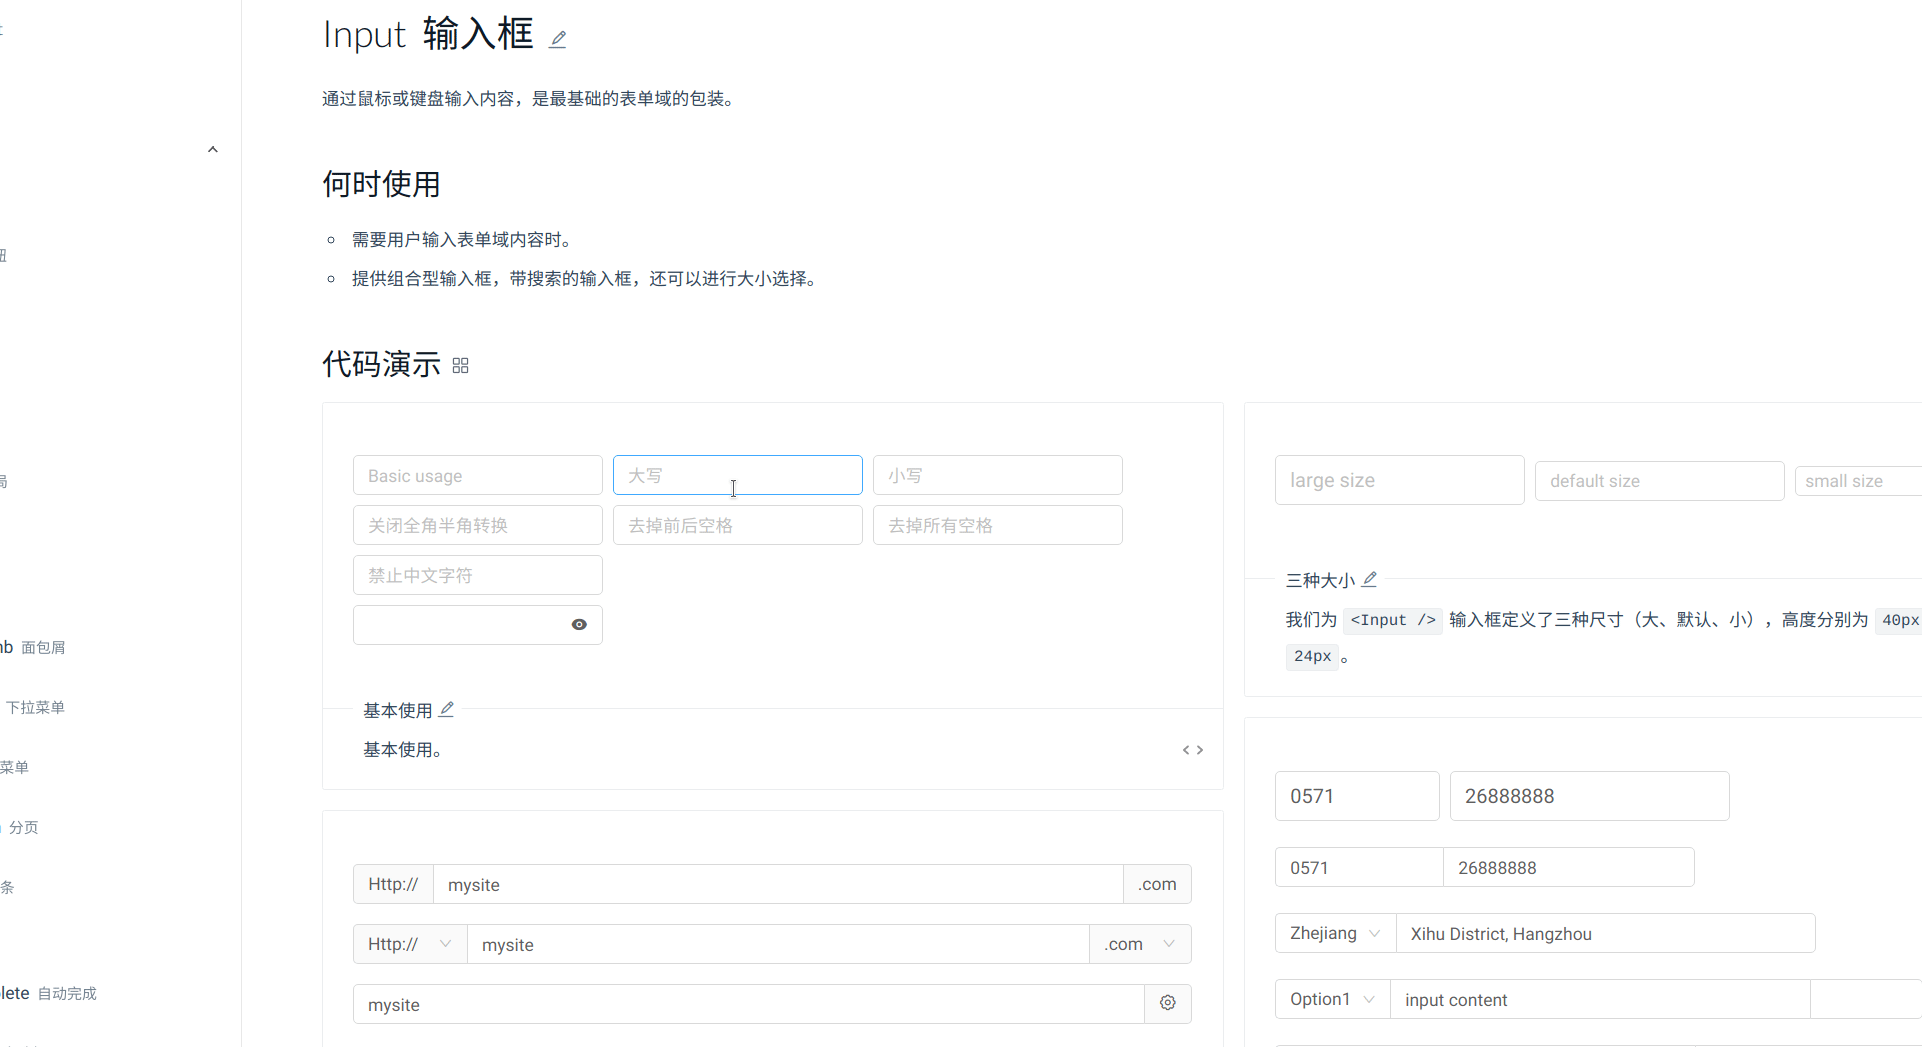 Input 输入框
通过鼠标或键盘输入内容，是最基础的表单域的包装。
何时使用
需要用户输入表单域内容时。
提供组合型输入框，带搜索的输入框，还可以进行大小选择。
代码演示
Basic usage 大写 小写
关闭全角半角转换 去掉前后空格 去掉所有空格
禁止中文字符
基本使用
基本使用。
Http:// mysite .com
Http:// mysite .com
mysite
large size default size small size
三种大小
我们为 <Input /> 输入框定义了三种尺寸（大、默认、小），高度分别为 40px
24px 。
0571 26888888
0571 26888888
Zhejiang Xihu District, Hangzhou
Option1 input content
钮
局
nb 面包屑
下拉菜单
菜单
分页
条
lete 自动完成